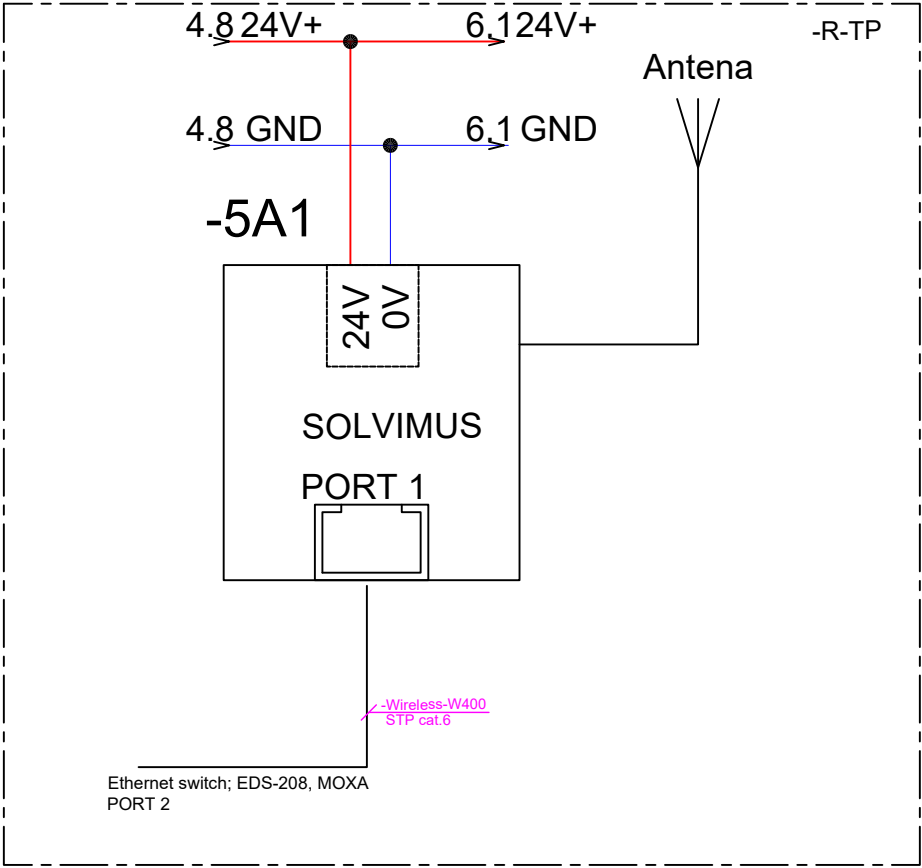 4.8 24V+ 6.1 24V+ -R-TP
Antena
4.8 GND 6.1 GND
-5A1
24V
0V
SOLVIMUS
PORT 1
-Wireless-W400
STP cat.6
Ethernet switch; EDS-208, MOXA
PORT 2